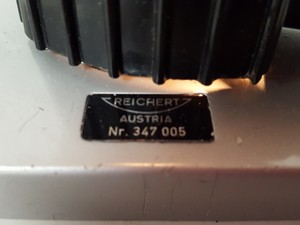 REICHERT
AUSTRIA
Nr. 347 005